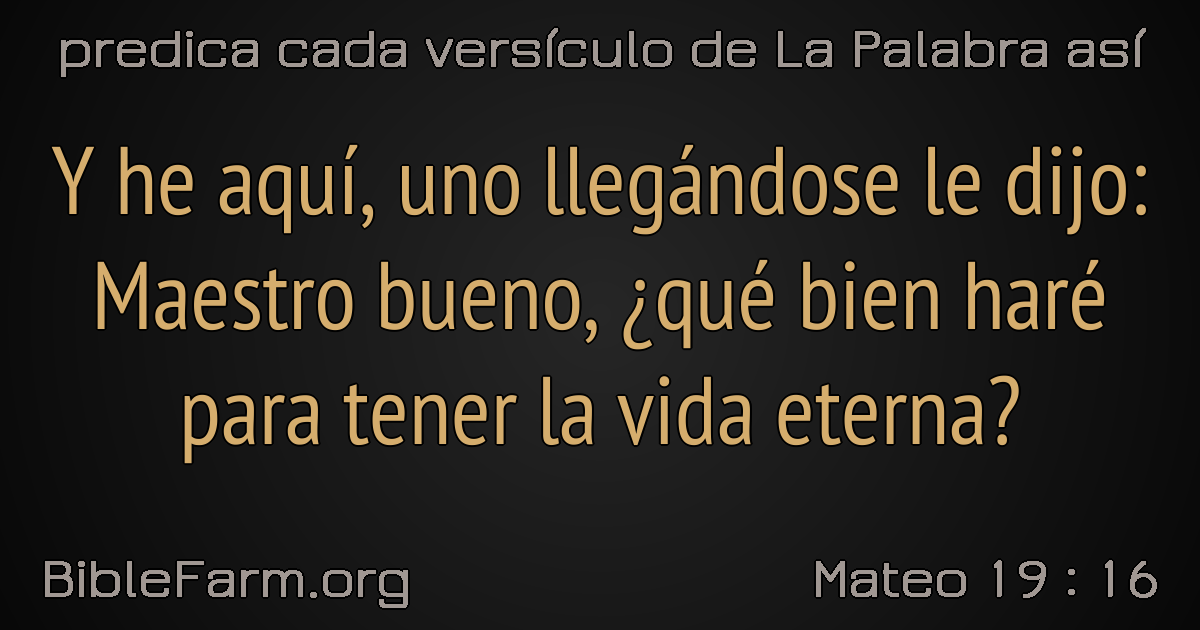 predica cada versículo de La Palabra así
Y he aquí, uno llegándose le dijo:
Maestro bueno, ¿qué bien haré
para tener la vida eterna?
BibleFarm.org
Mateo 19 : 16